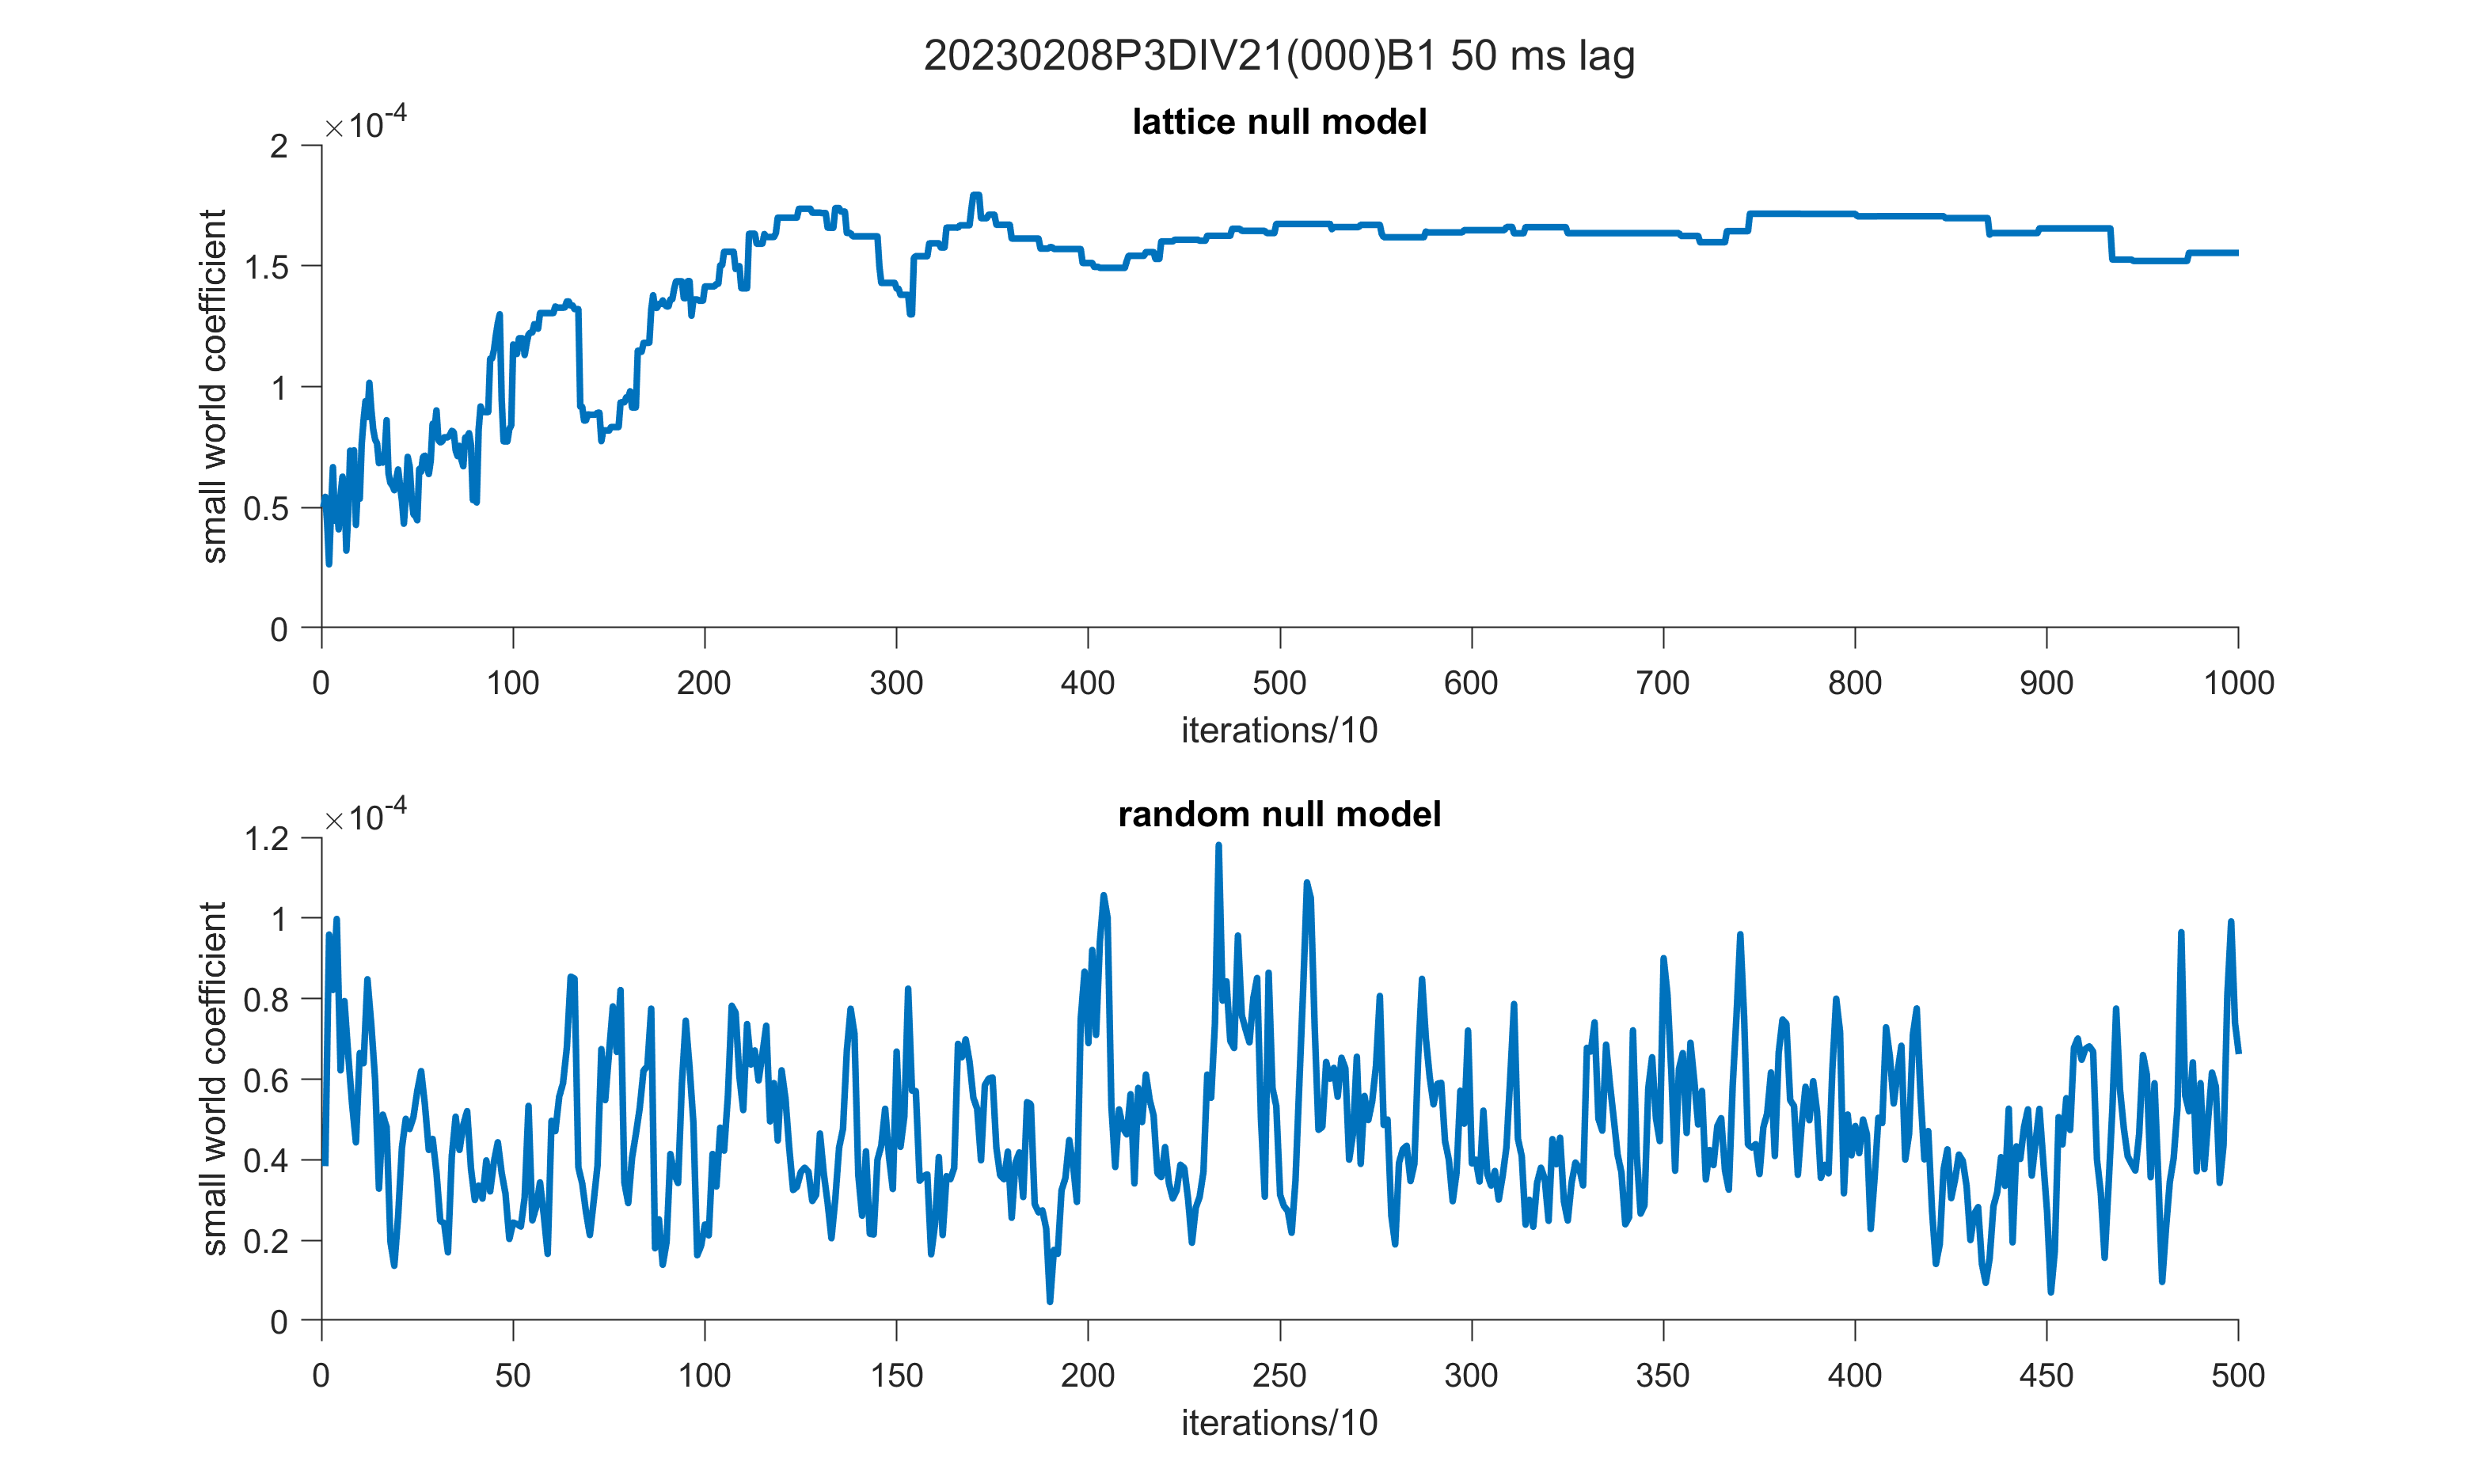 20230208P3DIV21(000)B1 50 ms lag
lattice null model
×10-4
2
1.5
1
0.5
0
small world coefficient
0 100 200 300 400 500 600 700 800 900 1000
iterations/10
random null model
×10-4
1.2
1
0.8
0.6
0.4
0.2
0
small world coefficient
0 50 100 150 200 250 300 350 400 450 500
iterations/10